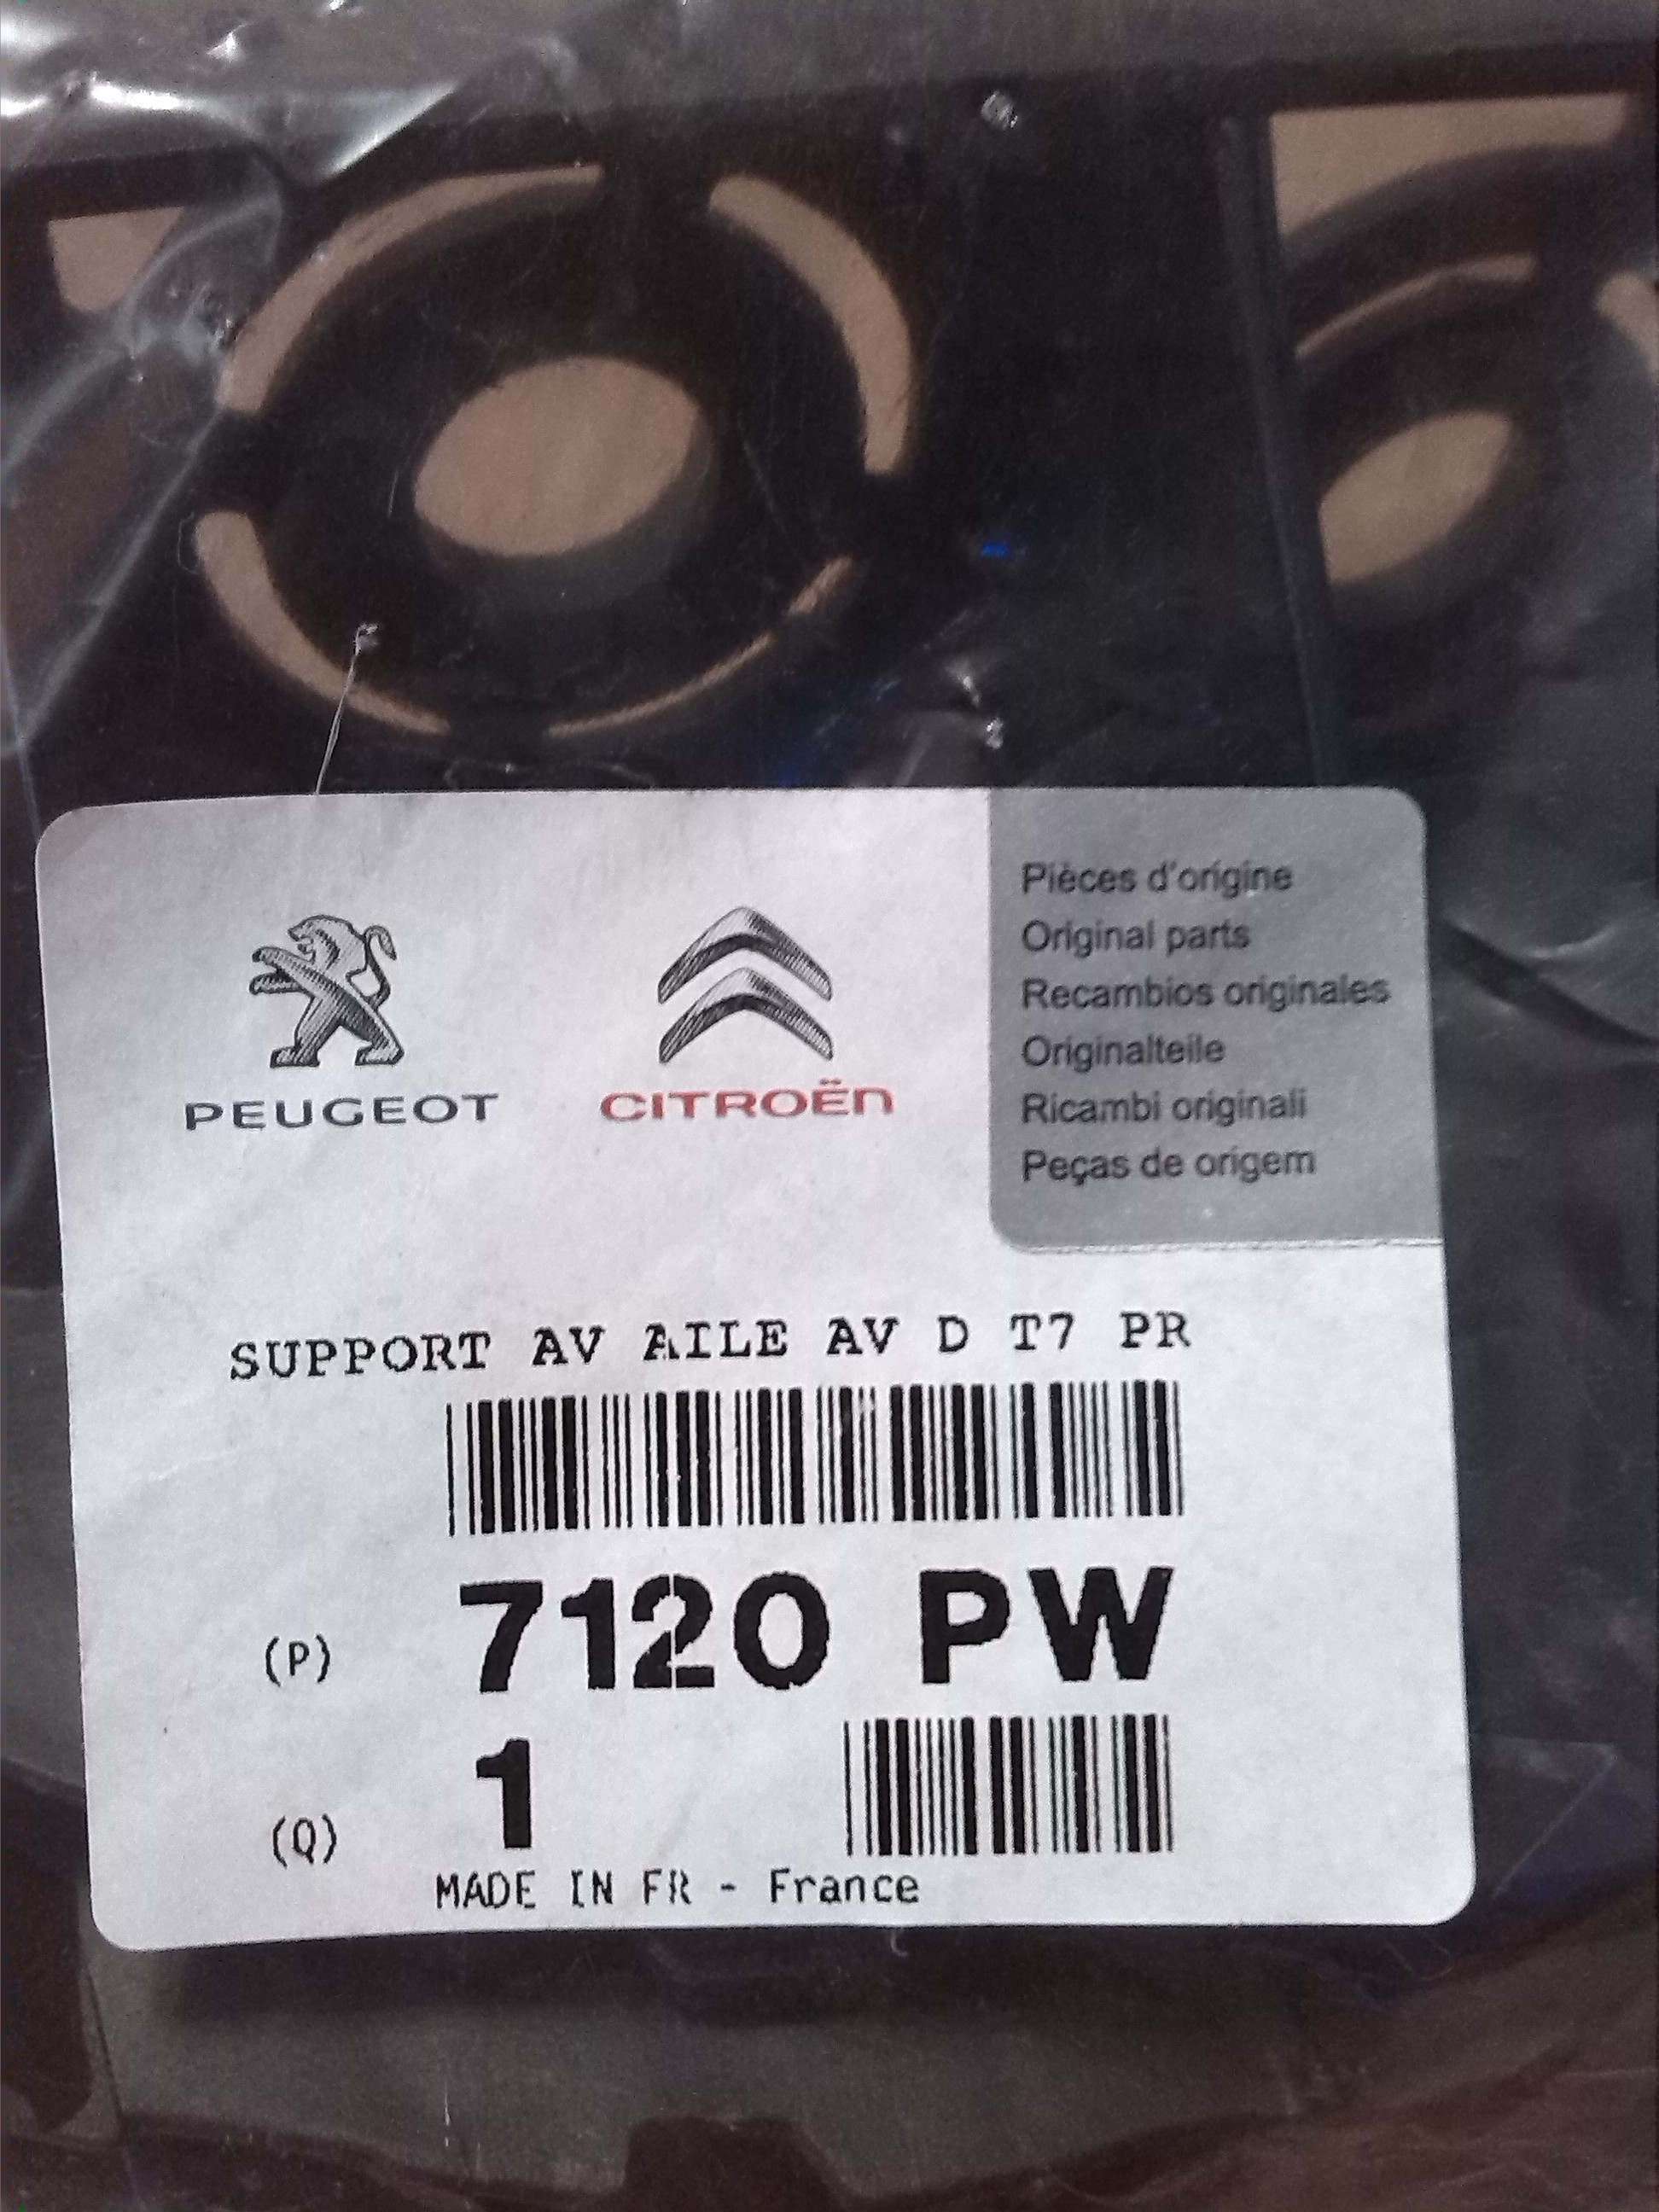 PEUGEOT
CITROËN
Pièces d'origine
Original parts
Recambios originales
Originalteile
Ricambi originali
Peças de origem
SUPPORT AV AILE AV D T7 PR
(P) 7120 PW
(Q) 1
MADE IN FR - France